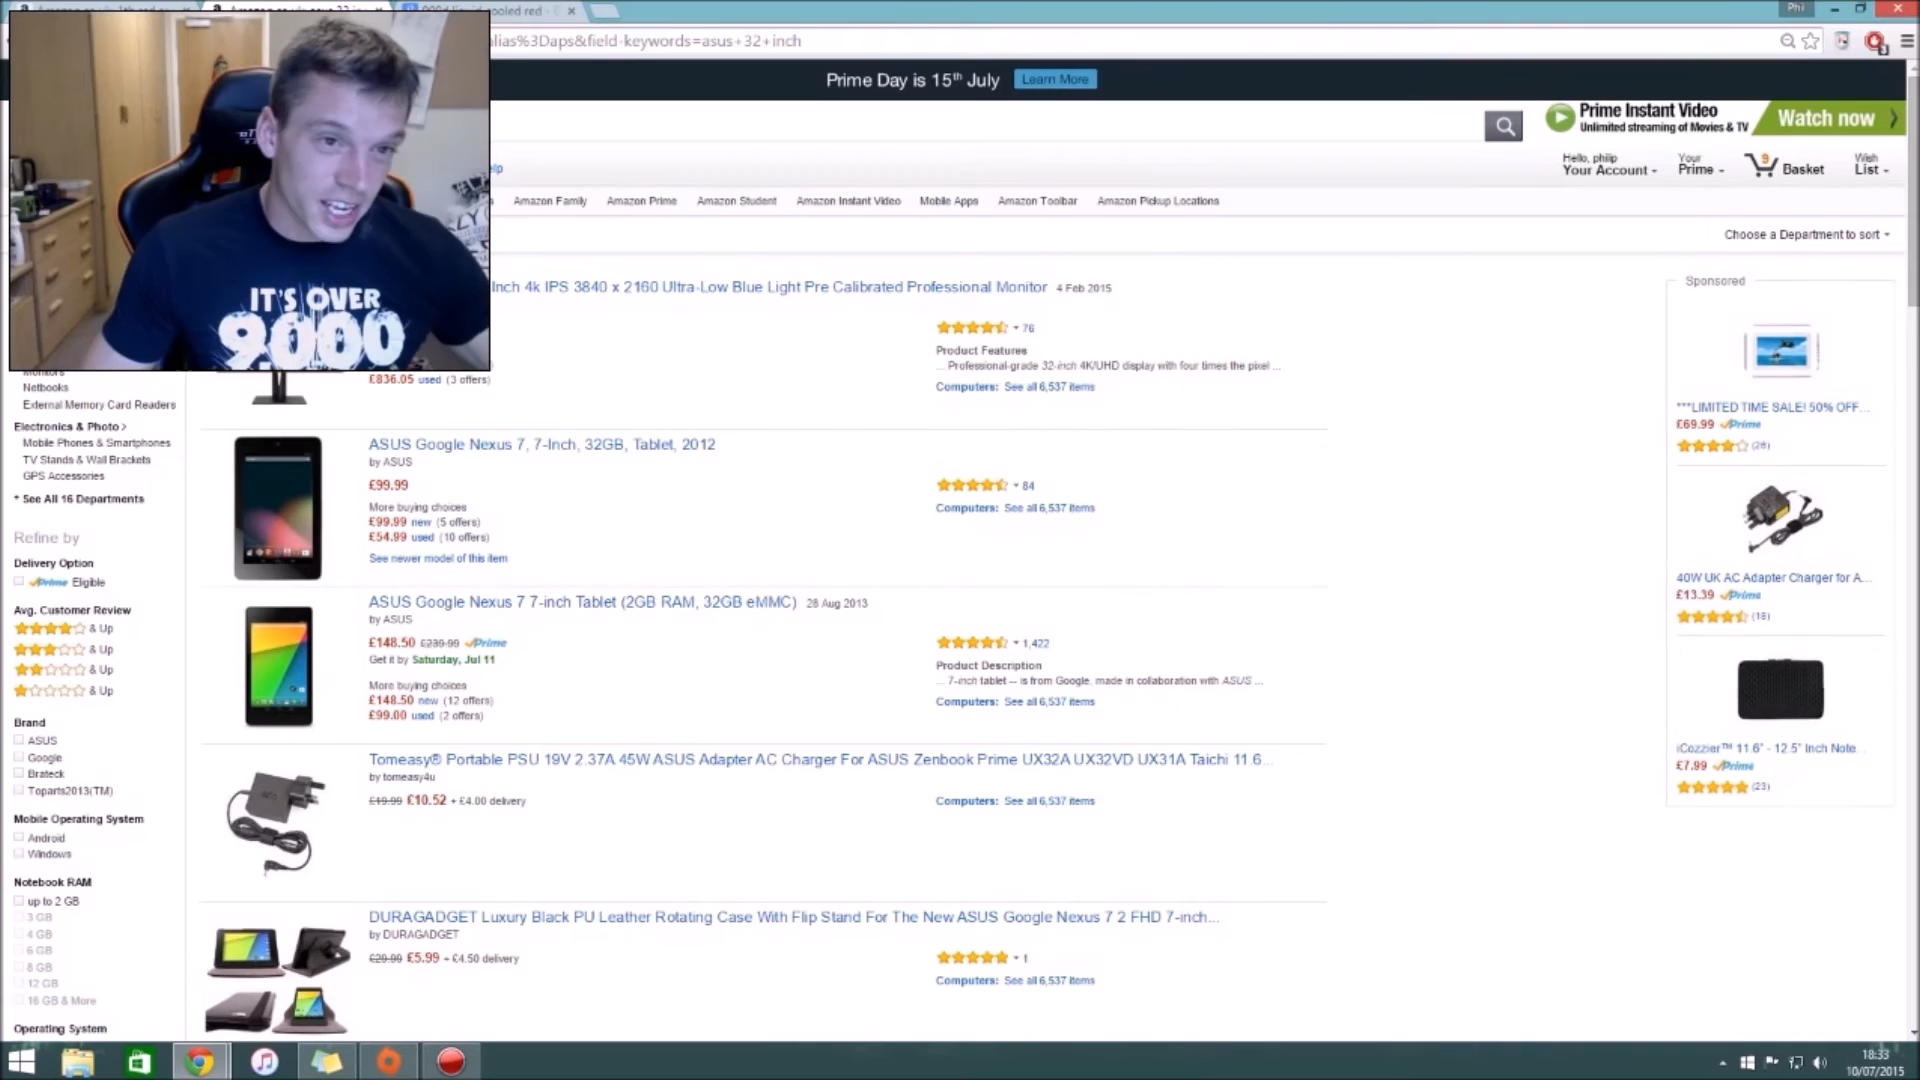 Phil
ooled red - G
alias%3Daps&field-keywords=asus+32+inch
Prime Day is 15th July Learn More
Prime Instant Video
Unlimited streaming of Movies & TV
Watch now
Hello, philip
Your Account
Your
Prime
9
Basket
Wish
List
elp
Amazon Family Amazon Prime Amazon Student Amazon Instant Video Mobile Apps Amazon Toolbar Amazon Pickup Locations
Choose a Department to sort
IT'S OVER
9000
Inch 4k IPS 3840 x 2160 Ultra-Low Blue Light Pre Calibrated Professional Monitor 4 Feb 2015
76
Product Features
... Professional-grade 32-inch 4K/UHD display with four times the pixel ...
£836.05 used (3 offers)
Computers: See all 6,537 items
Monitors
Netbooks
External Memory Card Readers
Electronics & Photo >
Mobile Phones & Smartphones
TV Stands & Wall Brackets
GPS Accessories
+ See All 16 Departments
Refine by
Delivery Option
Prime Eligible
Avg. Customer Review
& Up
& Up
& Up
& Up
Brand
ASUS
Google
Brateck
Toparts2013(TM)
Mobile Operating System
Android
Windows
Notebook RAM
up to 2 GB
3 GB
4 GB
6 GB
8 GB
12 GB
16 GB & More
Operating System
ASUS Google Nexus 7, 7-Inch, 32GB, Tablet, 2012
by ASUS
£99.99
More buying choices
£99.99 new (5 offers)
£54.99 used (10 offers)
See newer model of this item
84
Computers: See all 6,537 items
ASUS Google Nexus 7 7-inch Tablet (2GB RAM, 32GB eMMC) 28 Aug 2013
by ASUS
£148.50 £239.99 Prime
Get it by Saturday, Jul 11
More buying choices
£148.50 new (12 offers)
£99.00 used (2 offers)
1,422
Product Description
... 7-inch tablet -- is from Google, made in collaboration with ASUS ...
Computers: See all 6,537 items
Tomeasy® Portable PSU 19V 2.37A 45W ASUS Adapter AC Charger For ASUS Zenbook Prime UX32A UX32VD UX31A Taichi 11.6...
by tomeasy4u
£19.99 £10.52 + £4.00 delivery
Computers: See all 6,537 items
DURAGADGET Luxury Black PU Leather Rotating Case With Flip Stand For The New ASUS Google Nexus 7 2 FHD 7-inch...
by DURAGADGET
£29.99 £5.99 + £4.50 delivery
1
Computers: See all 6,537 items
Sponsored
***LIMITED TIME SALE! 50% OFF...
£69.99 Prime
(26)
40W UK AC Adapter Charger for A...
£13.39 Prime
(18)
iCozzier™ 11.6" - 12.5" Inch Note...
£7.99 Prime
(23)
18:33
10/07/2015